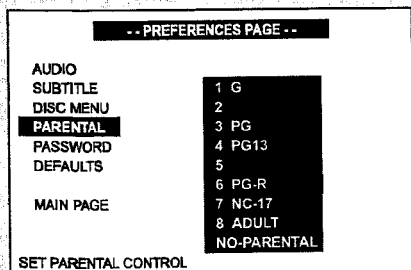 -- PREFERENCES PAGE --
AUDIO
SUBTITLE
DISC MENU
PARENTAL
PASSWORD
DEFAULTS
MAIN PAGE
1 G
2
3 PG
4 PG13
5
6 PG-R
7 NC-17
8 ADULT
NO-PARENTAL
SET PARENTAL CONTROL